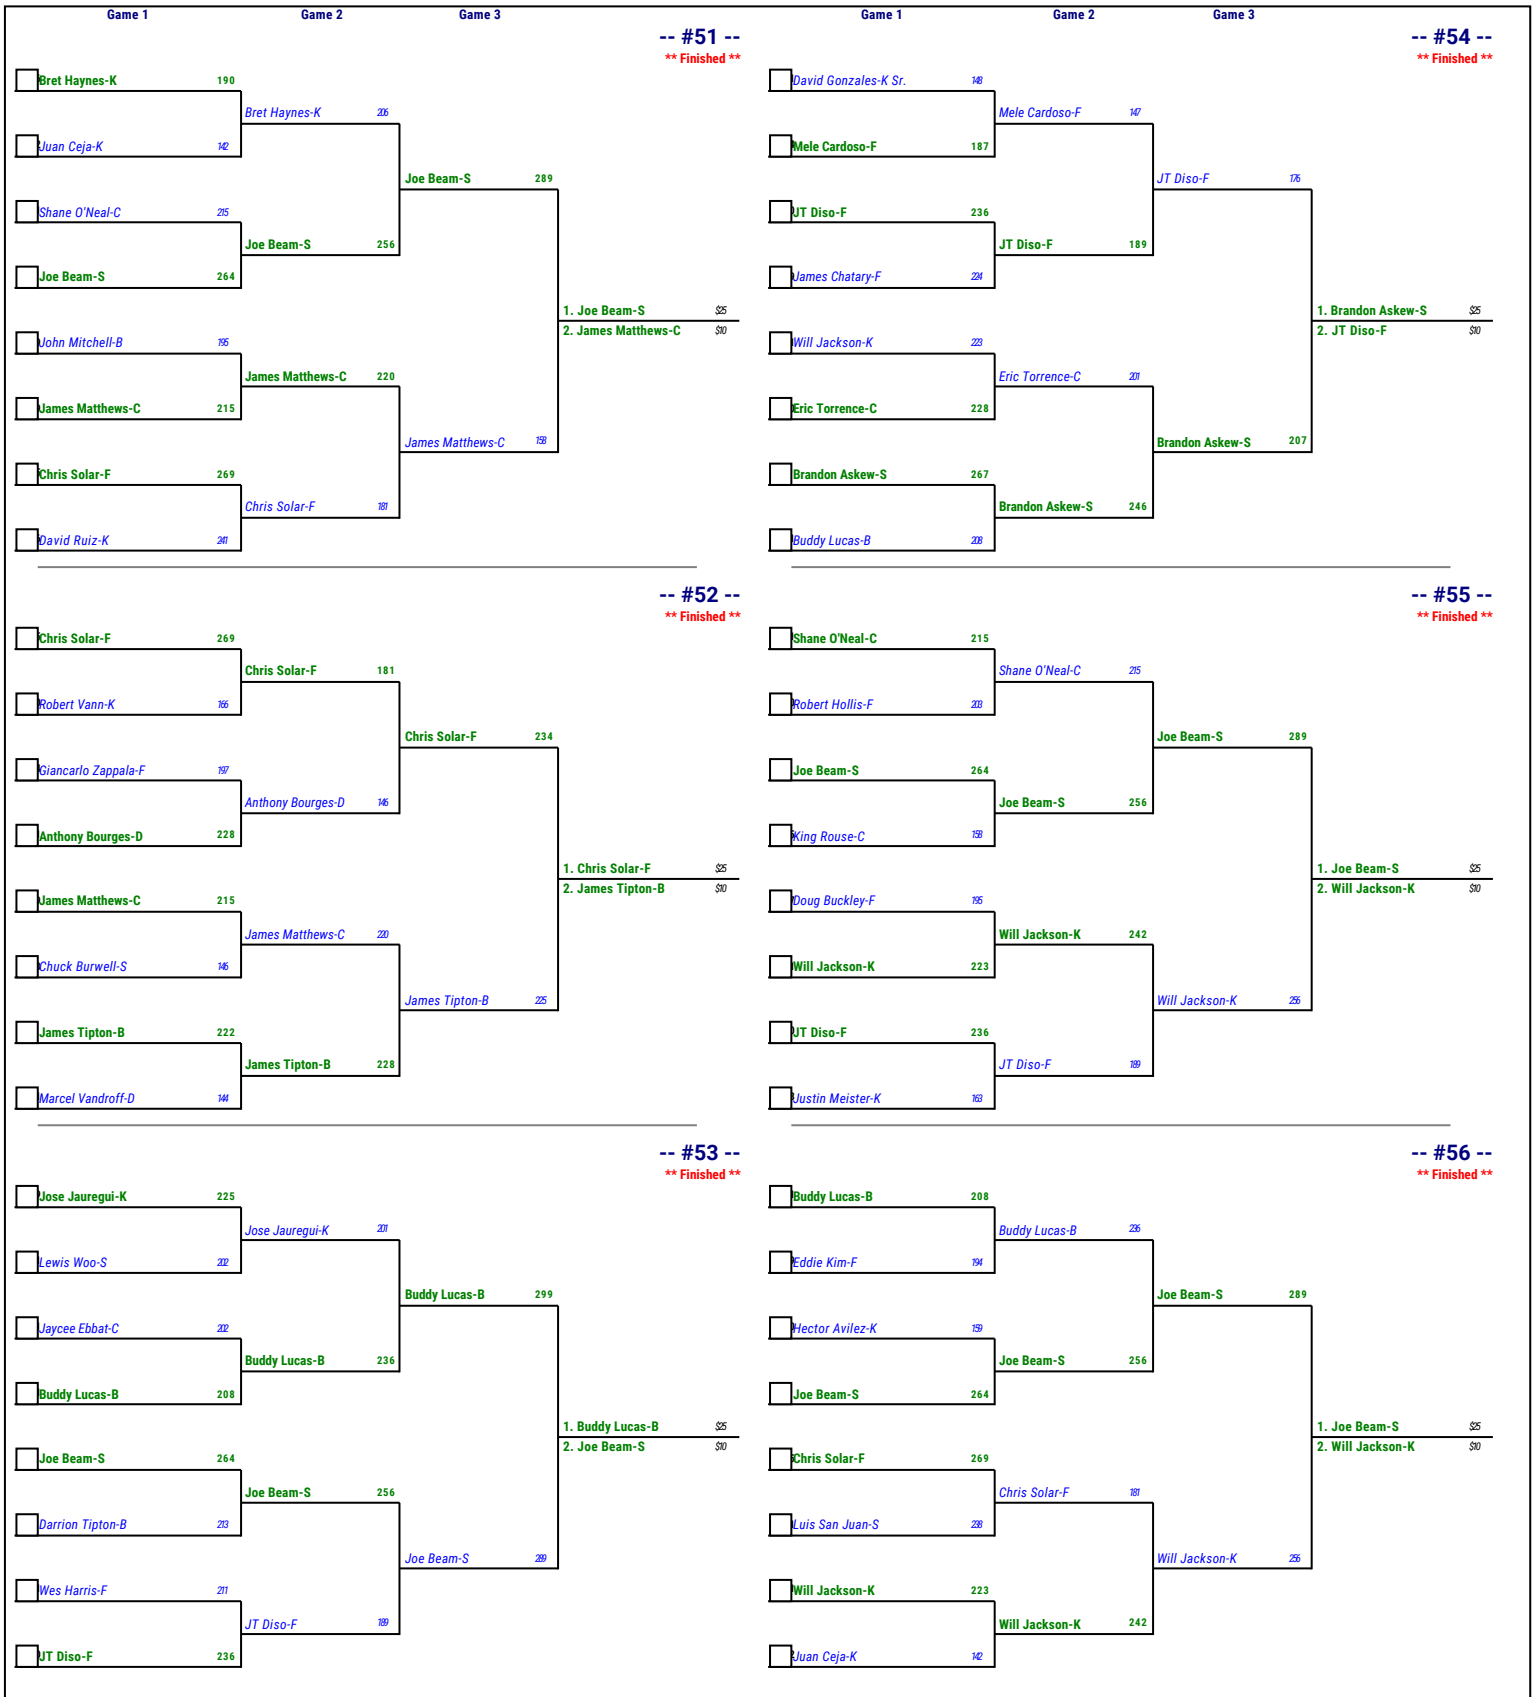 Game 1 Game 2 Game 3
-- #51 --
** Finished **
Bret Haynes-K 190
Bret Haynes-K 206
Juan Ceja-K 142
Joe Beam-S 289
Shane O'Neal-C 215
Joe Beam-S 256
Joe Beam-S 264
1. Joe Beam-S $25
2. James Matthews-C $10
John Mitchell-B 195
James Matthews-C 220
James Matthews-C 215
James Matthews-C 158
Chris Solar-F 269
Chris Solar-F 181
David Ruiz-K 241
-- #52 --
** Finished **
Chris Solar-F 269
Chris Solar-F 181
Robert Vann-K 166
Chris Solar-F 234
Giancarlo Zappala-F 197
Anthony Bourges-D 146
Anthony Bourges-D 228
1. Chris Solar-F $25
2. James Tipton-B $10
James Matthews-C 215
James Matthews-C 220
Chuck Burwell-S 146
James Tipton-B 225
James Tipton-B 222
James Tipton-B 228
Marcel Vandroff-D 144
-- #53 --
** Finished **
Jose Jauregui-K 225
Jose Jauregui-K 201
Lewis Woo-S 202
Buddy Lucas-B 299
Jaycee Ebbat-C 202
Buddy Lucas-B 236
Buddy Lucas-B 208
1. Buddy Lucas-B $25
2. Joe Beam-S $10
Joe Beam-S 264
Joe Beam-S 256
Darrion Tipton-B 213
Joe Beam-S 289
Wes Harris-F 211
JT Diso-F 189
JT Diso-F 236
Game 1 Game 2 Game 3
-- #54 --
** Finished **
David Gonzales-K Sr. 148
Mele Cardoso-F 147
Mele Cardoso-F 187
JT Diso-F 176
JT Diso-F 236
JT Diso-F 189
James Chatary-F 224
1. Brandon Askew-S $25
2. JT Diso-F $10
Will Jackson-K 223
Eric Torrence-C 201
Eric Torrence-C 228
Brandon Askew-S 207
Brandon Askew-S 267
Brandon Askew-S 246
Buddy Lucas-B 208
-- #55 --
** Finished **
Shane O'Neal-C 215
Shane O'Neal-C 215
Robert Hollis-F 203
Joe Beam-S 289
Joe Beam-S 264
Joe Beam-S 256
King Rouse-C 158
1. Joe Beam-S $25
2. Will Jackson-K $10
Doug Buckley-F 195
Will Jackson-K 242
Will Jackson-K 223
Will Jackson-K 256
JT Diso-F 236
JT Diso-F 189
Justin Meister-K 163
-- #56 --
** Finished **
Buddy Lucas-B 208
Buddy Lucas-B 236
Eddie Kim-F 194
Joe Beam-S 289
Hector Avilez-K 159
Joe Beam-S 256
Joe Beam-S 264
1. Joe Beam-S $25
2. Will Jackson-K $10
Chris Solar-F 269
Chris Solar-F 181
Luis San Juan-S 238
Will Jackson-K 256
Will Jackson-K 223
Will Jackson-K 242
Juan Ceja-K 142